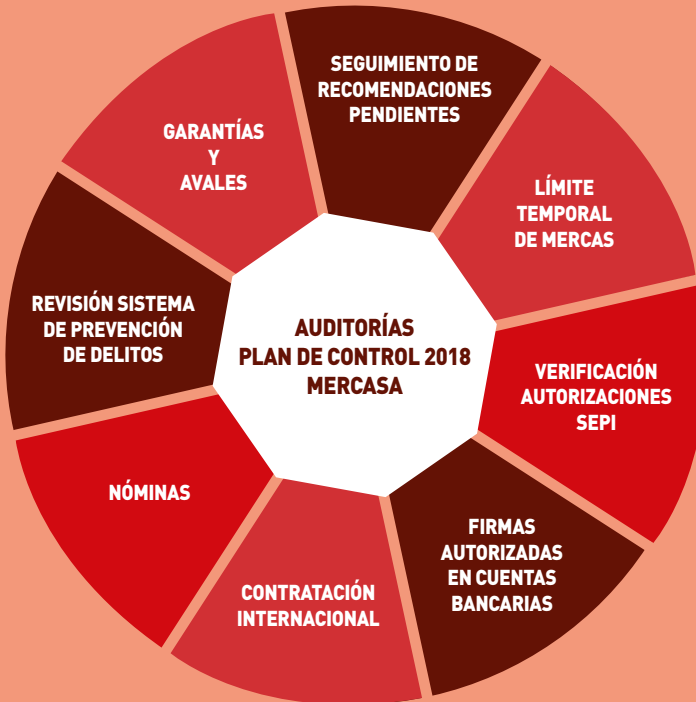 SEGUIMIENTO DE
RECOMENDACIONES
PENDIENTES
LÍMITE
TEMPORAL
DE MERCAS
VERIFICACIÓN
AUTORIZACIONES
SEPI
FIRMAS
AUTORIZADAS
EN CUENTAS
BANCARIAS
CONTRATACIÓN
INTERNACIONAL
NÓMINAS
REVISIÓN SISTEMA
DE PREVENCIÓN
DE DELITOS
GARANTÍAS
Y
AVALES
AUDITORÍAS
PLAN DE CONTROL 2018
MERCASA